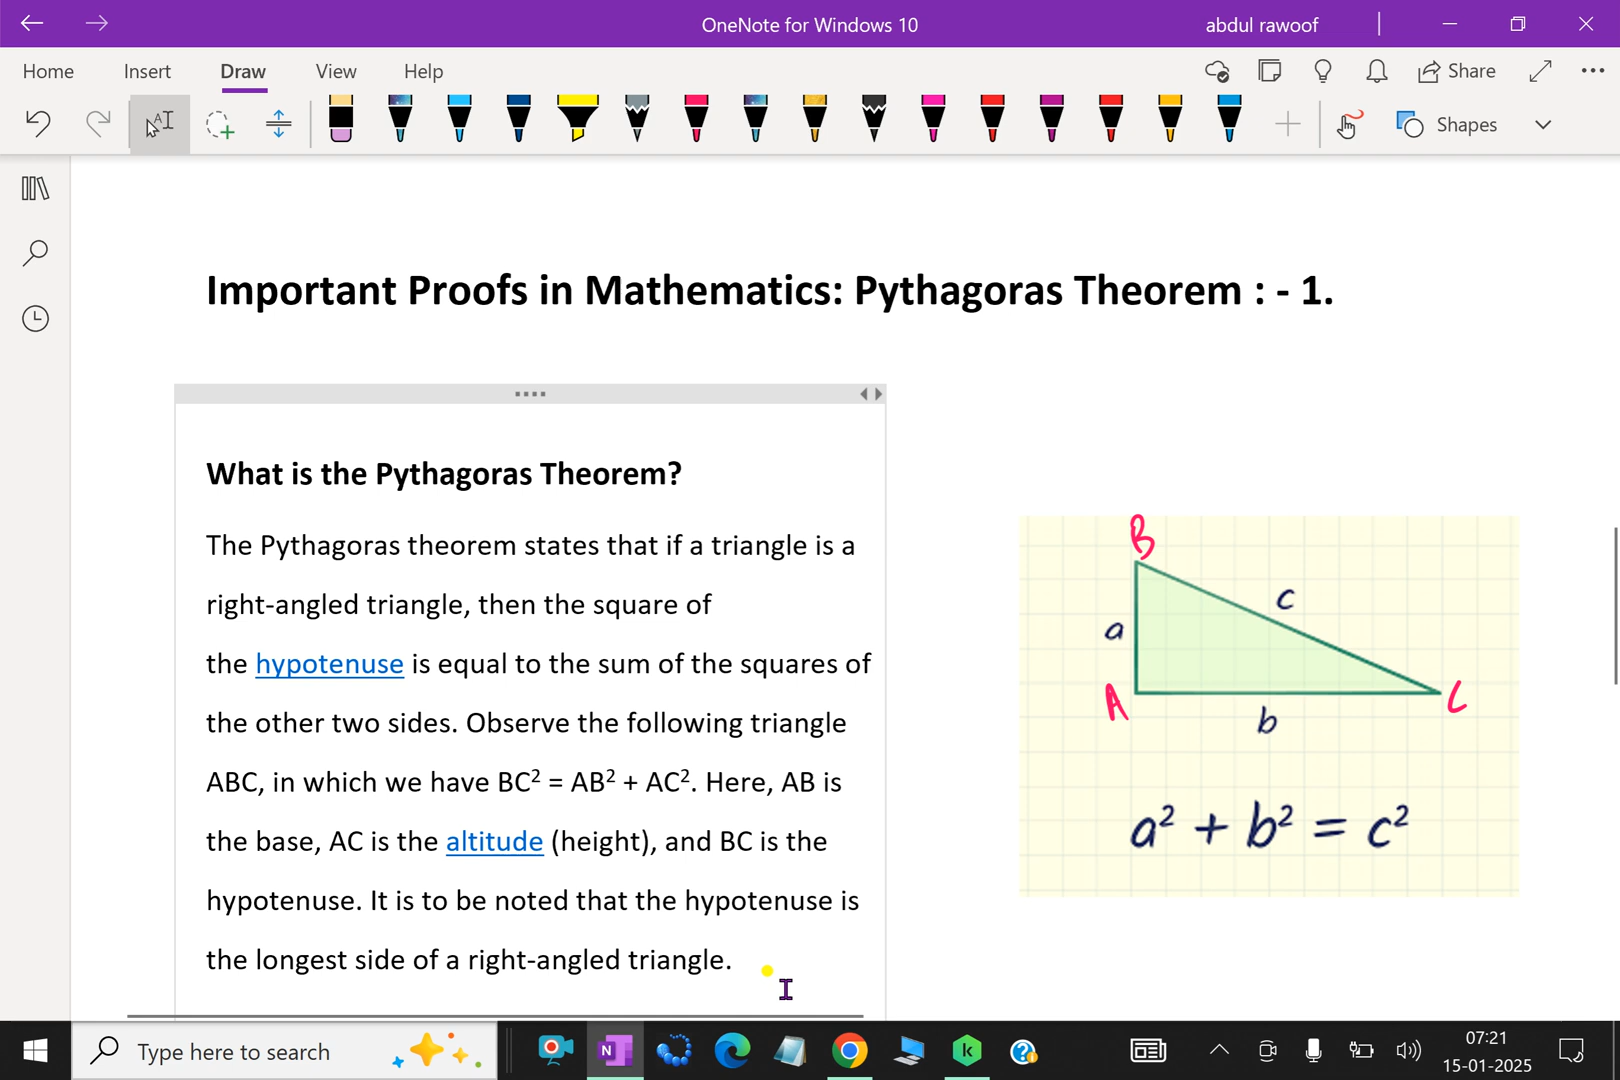 OneNote for Windows 10
abdul rawoof
Home Insert Draw View Help
Share
Shapes
Important Proofs in Mathematics: Pythagoras Theorem : - 1.
What is the Pythagoras Theorem?
The Pythagoras theorem states that if a triangle is a
right-angled triangle, then the square of
the hypotenuse is equal to the sum of the squares of
the other two sides. Observe the following triangle
ABC, in which we have BC² = AB² + AC². Here, AB is
the base, AC is the altitude (height), and BC is the
hypotenuse. It is to be noted that the hypotenuse is
the longest side of a right-angled triangle.
B
c
a
A
C
b
a² + b² = c²
Type here to search
07:21
15-01-2025